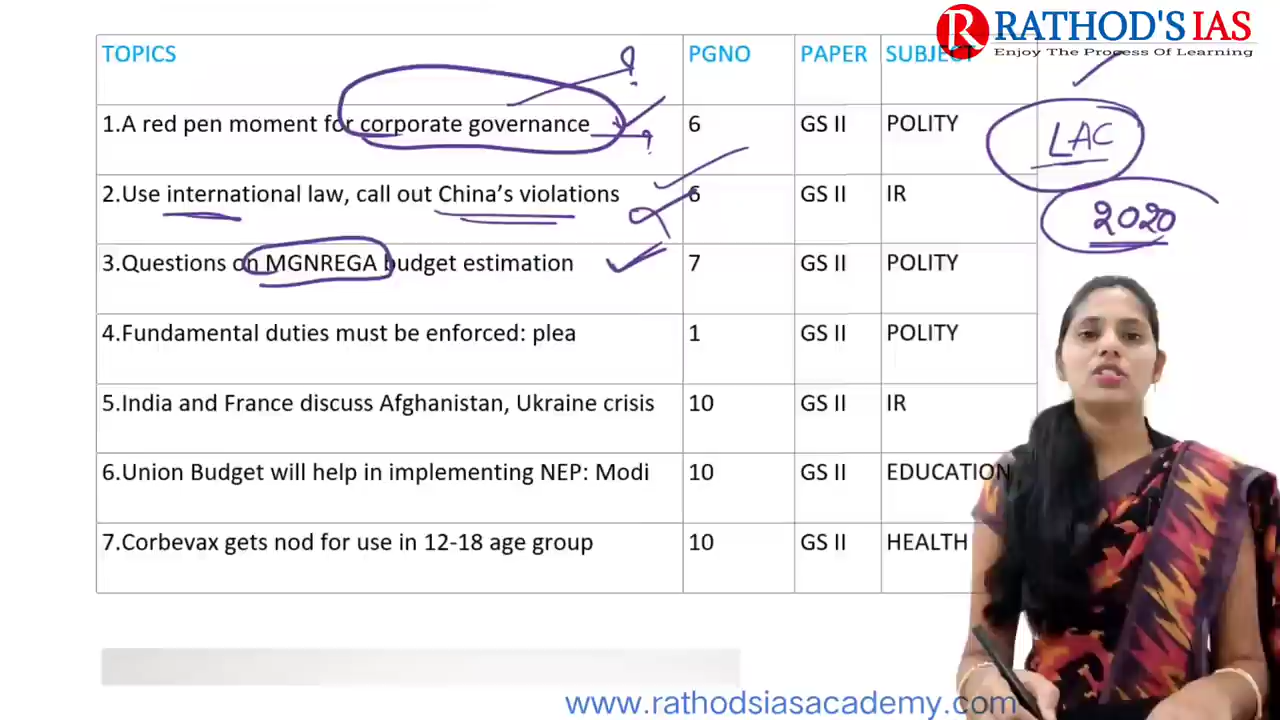 RATHOD'S IAS
Enjoy The Process Of Learning
TOPICS PGNO PAPER SUBJECT
1.A red pen moment for corporate governance 6 GS II POLITY
LAC
2.Use international law, call out China’s violations 6 GS II IR
2020
3.Questions on MGNREGA budget estimation 7 GS II POLITY
4.Fundamental duties must be enforced: plea 1 GS II POLITY
5.India and France discuss Afghanistan, Ukraine crisis 10 GS II IR
6.Union Budget will help in implementing NEP: Modi 10 GS II EDUCATION
7.Corbevax gets nod for use in 12-18 age group 10 GS II HEALTH
www.rathodsiasacademy.com